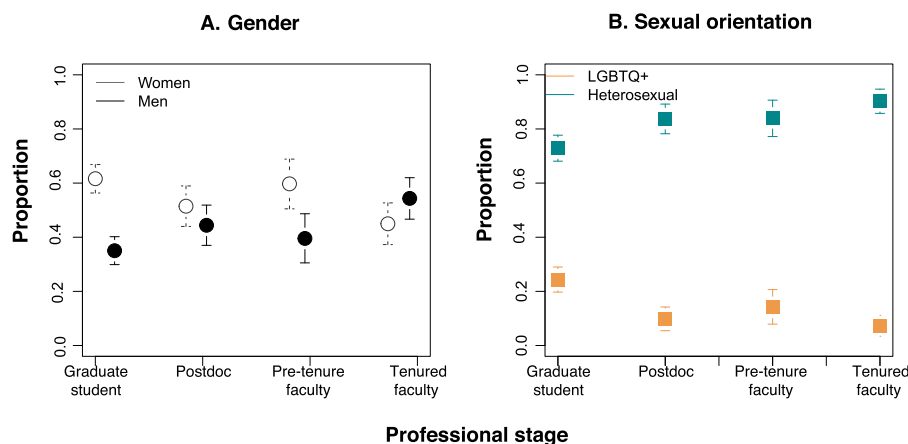 A. Gender
B. Sexual orientation
Women
Men
Proportion
0.0 0.2 0.4 0.6 0.8 1.0
Graduate student
Postdoc
Pre-tenure faculty
Tenured faculty
LGBTQ+
Heterosexual
Proportion
0.0 0.2 0.4 0.6 0.8 1.0
Graduate student
Postdoc
Pre-tenure faculty
Tenured faculty
Professional stage